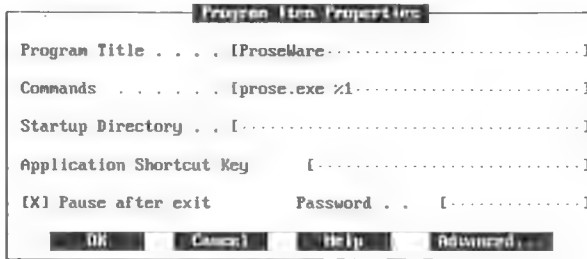 Program Item Properties
Program Title . . . . [ProseWare·····························]
Commands . . . . . . [prose.exe %1·························]
Startup Directory . . [·····································]
Application Shortcut Key [····························]
[X] Pause after exit Password . . [·············]
OK Cancel Help Advanced...